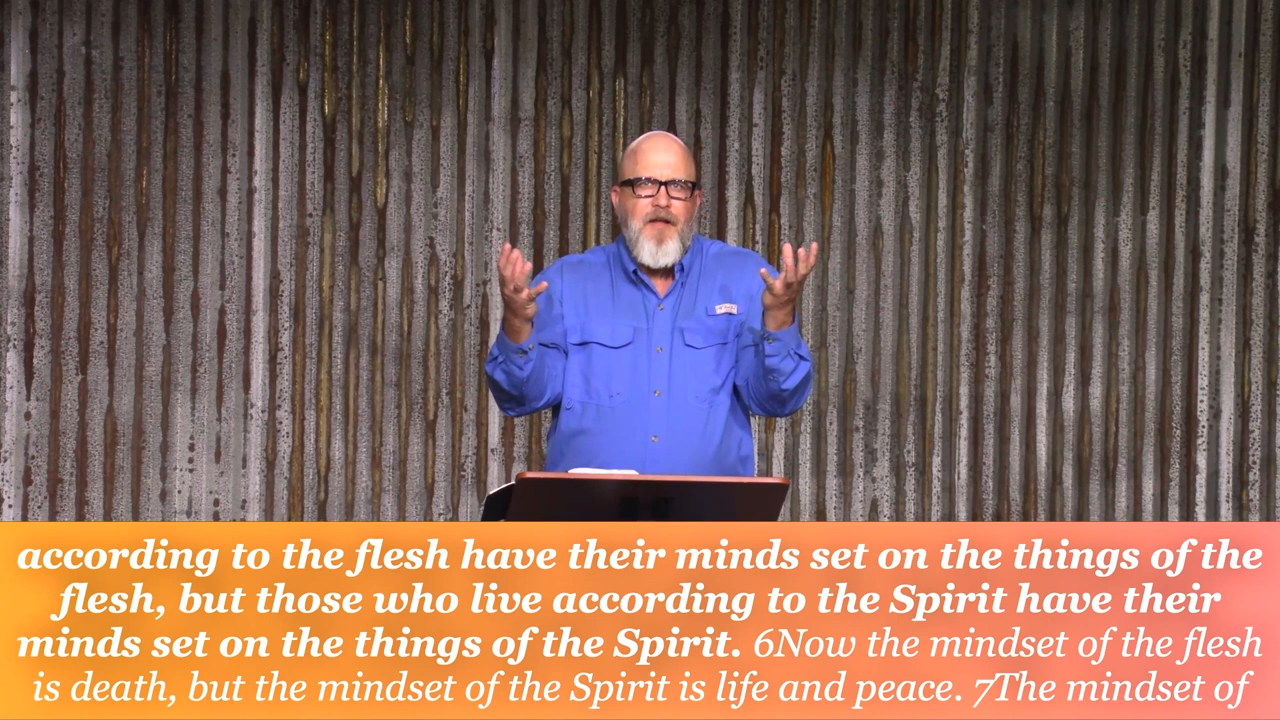 according to the flesh have their minds set on the things of the
flesh, but those who live according to the Spirit have their
minds set on the things of the Spirit. 6Now the mindset of the flesh
is death, but the mindset of the Spirit is life and peace. 7The mindset of